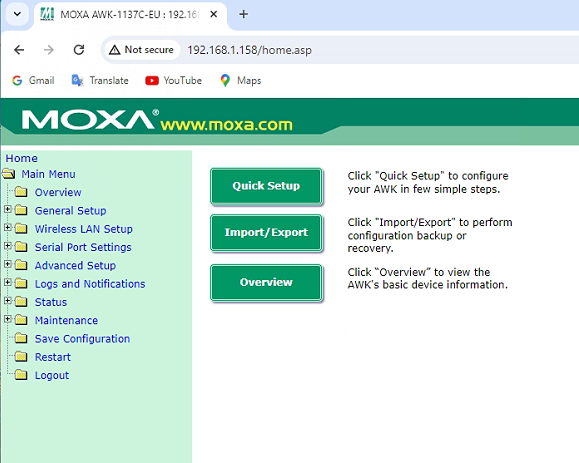 MOXA AWK-1137C-EU : 192.16
Not secure
192.168.1.158/home.asp
Gmail
Translate
YouTube
Maps
MOXA® www.moxa.com
Home
Main Menu
Overview
General Setup
Wireless LAN Setup
Serial Port Settings
Advanced Setup
Logs and Notifications
Status
Maintenance
Save Configuration
Restart
Logout
Quick Setup
Click "Quick Setup" to configure
your AWK in few simple steps.
Import/Export
Click "Import/Export" to perform
configuration backup or
recovery.
Overview
Click “Overview” to view the
AWK's basic device information.